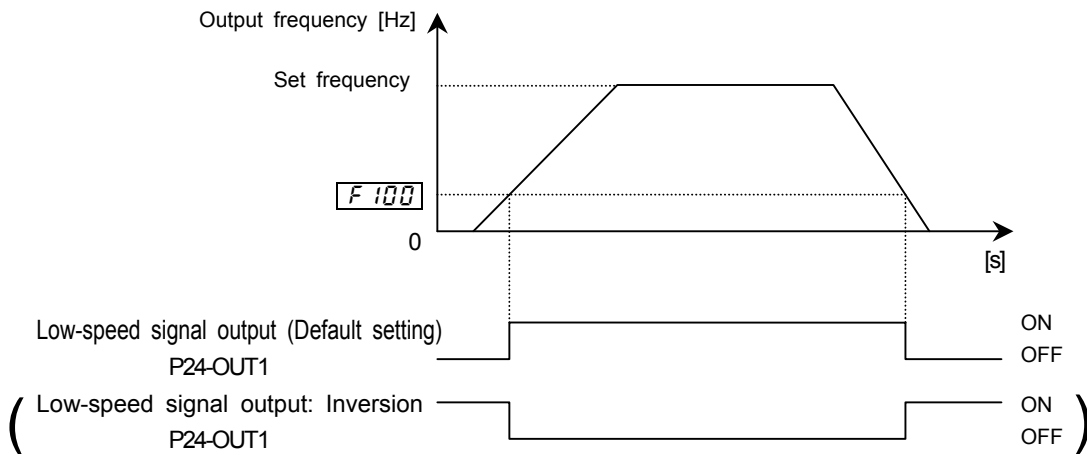 Output frequency [Hz]
Set frequency
F100
0
[s]
Low-speed signal output (Default setting)
P24-OUT1
ON
OFF
( Low-speed signal output: Inversion
P24-OUT1
ON
OFF )